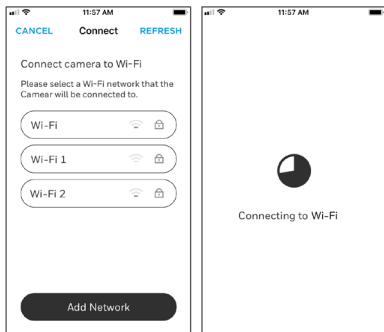 11:57 AM
CANCEL Connect REFRESH
Connect camera to Wi-Fi
Please select a Wi-Fi network that the
Camear will be connected to.
Wi-Fi
Wi-Fi 1
Wi-Fi 2
Add Network
11:57 AM
Connecting to Wi-Fi